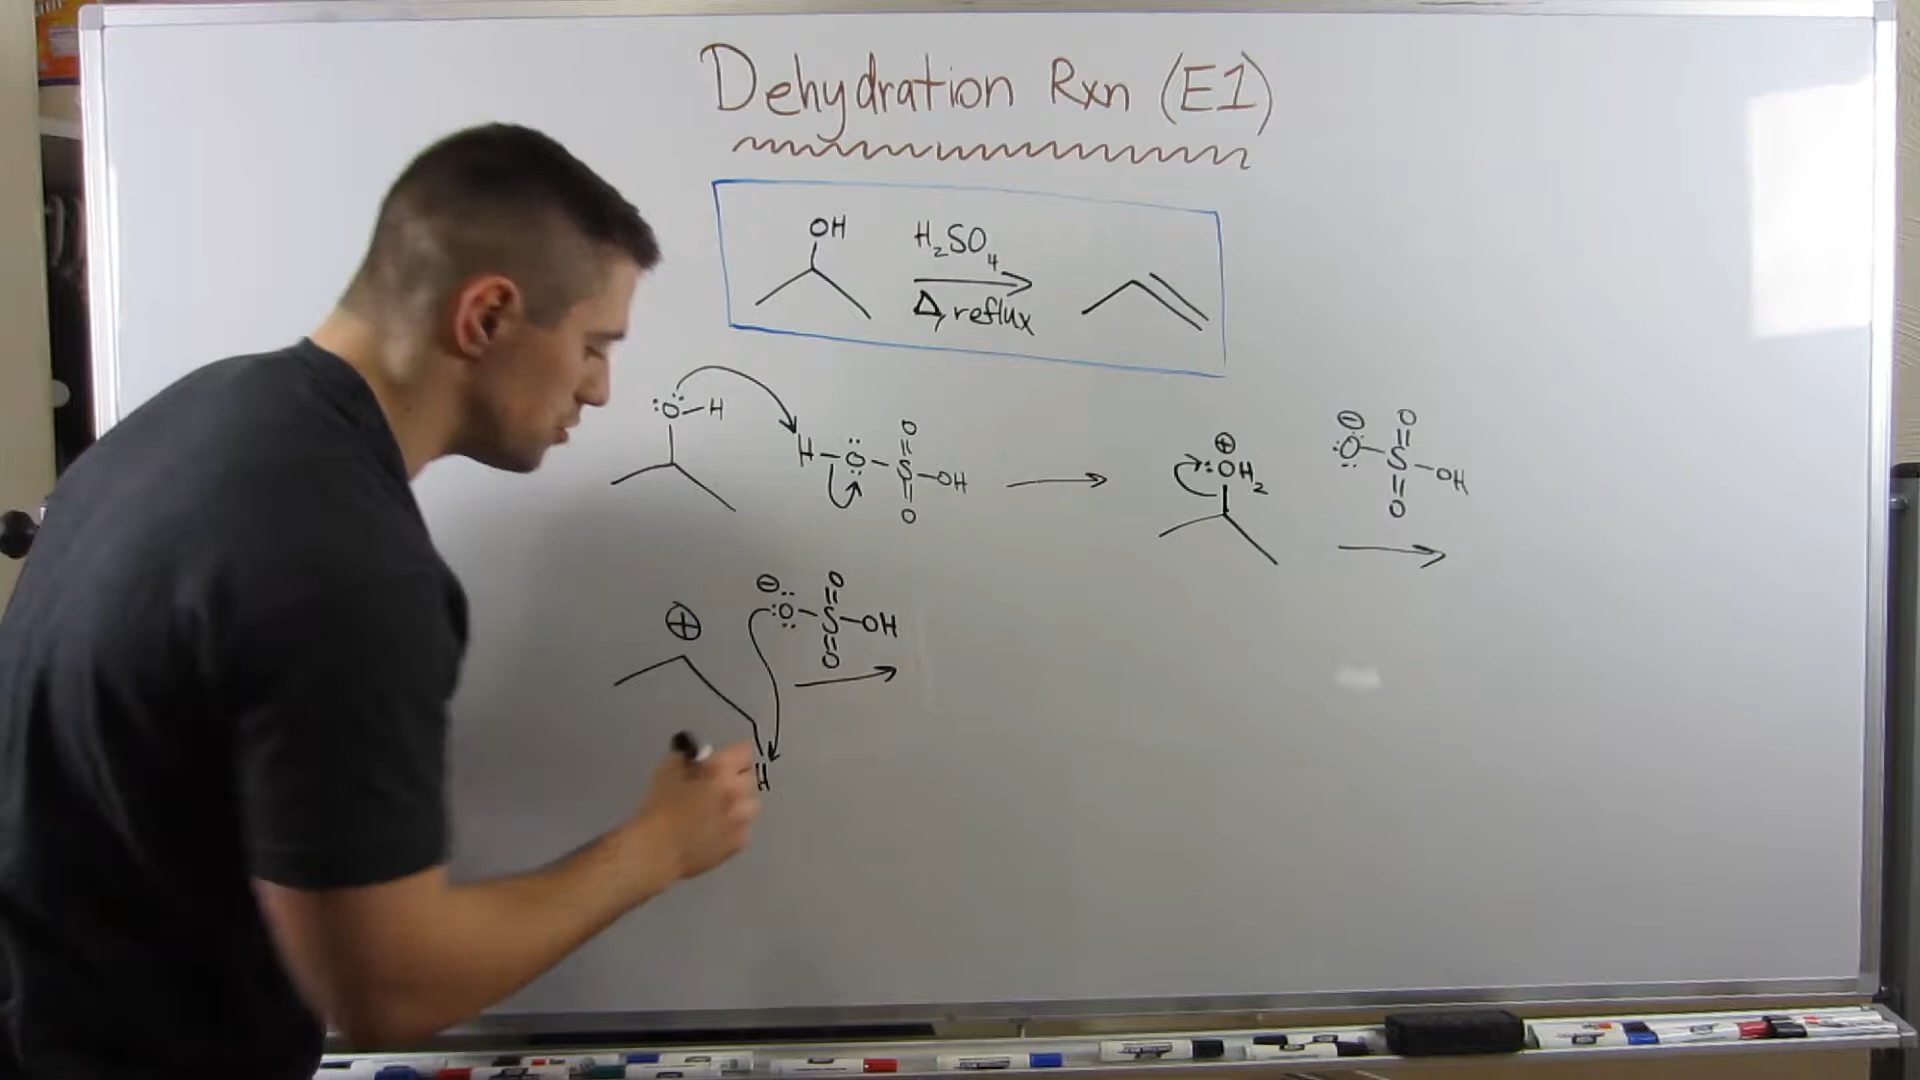 Dehydration Rxn (E1)
OH
H₂SO₄
Δ, reflux
:Ö-H
H-Ö-S-OH
O
O
⊕
:OH₂
⊖
:O-S-OH
O
O
⊕
⊖
:O-S-OH
O
O
H